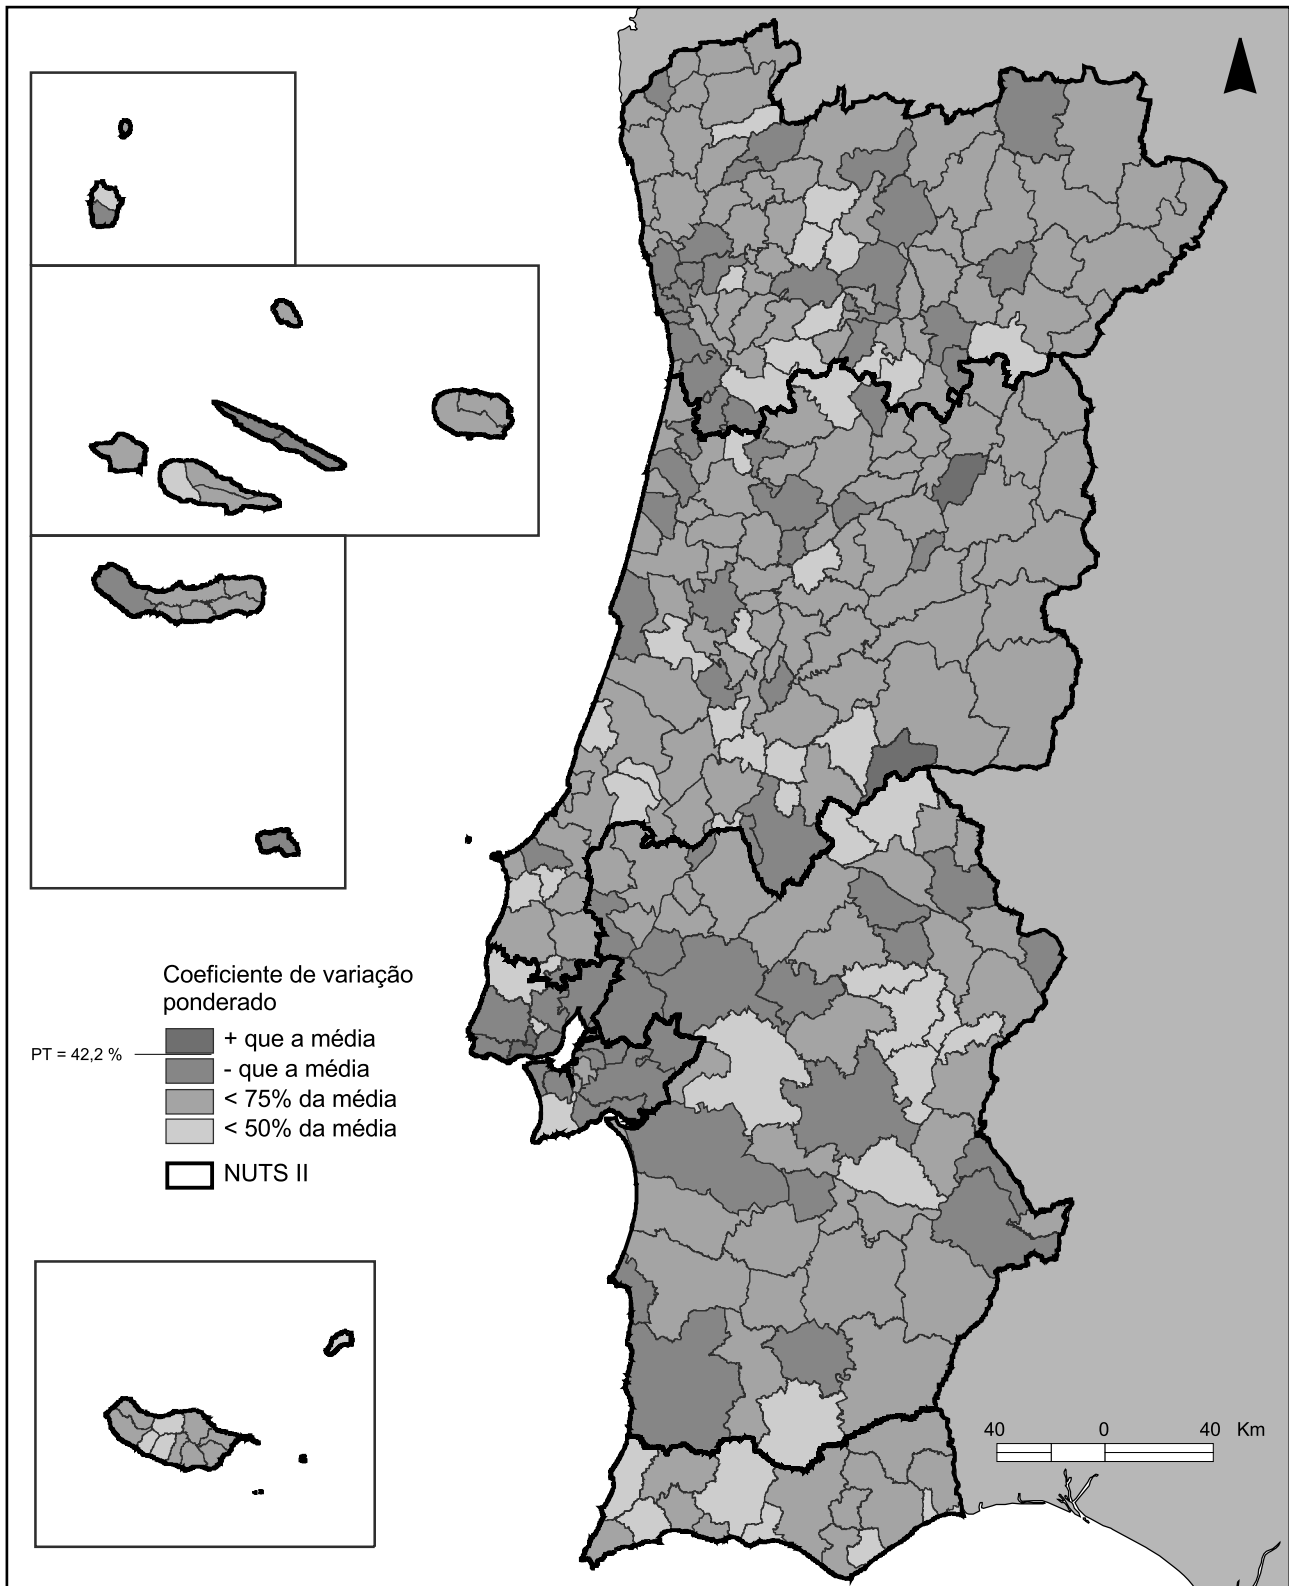 Coeficiente de variação
ponderado
PT = 42,2 %
+ que a média
- que a média
< 75% da média
< 50% da média
NUTS II
40 0 40 Km